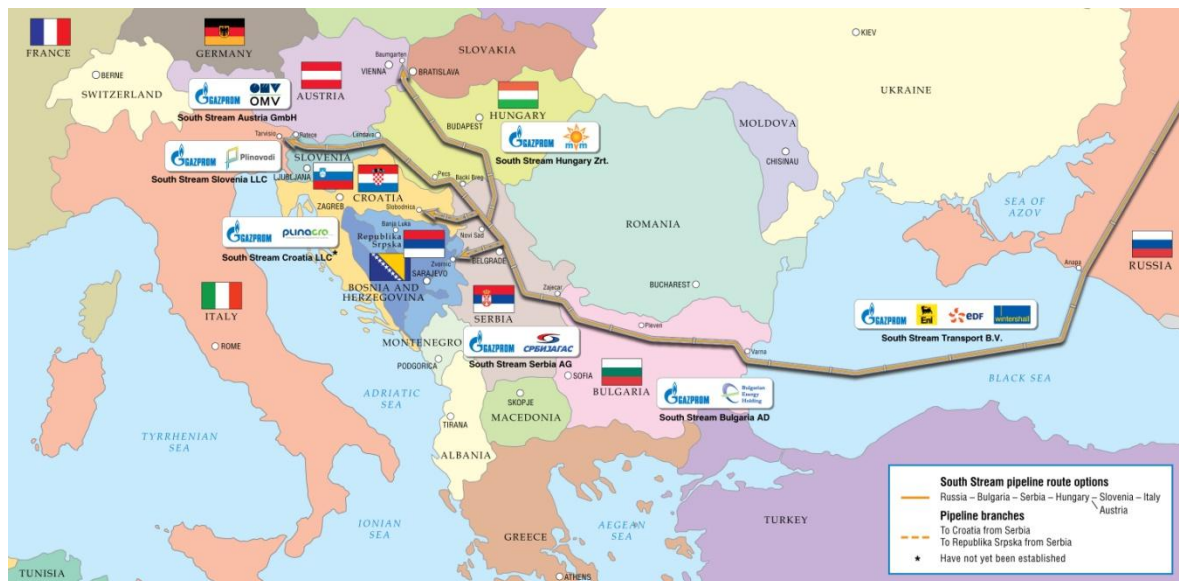 FRANCE
GERMANY
BERNE
SWITZERLAND
Baumgarten
VIENNA
BRATISLAVA
SLOVAKIA
AUSTRIA
KIEV
UKRAINE
GAZPROM
OMV
OMV
South Stream Austria GmbH
HUNGARY
BUDAPEST
MOLDOVA
CHISINAU
Tarvisio
Ratece
Lendava
GAZPROM
mvm
South Stream Hungary Zrt.
GAZPROM
Plinovodi
South Stream Slovenia LLC
SLOVENIA
LJUBLJANA
CROATIA
ZAGREB
Pecs
Backi Breg
Slobodnica
ROMANIA
SEA OF
AZOV
Anapa
RUSSIA
GAZPROM
PLINACRO
South Stream Croatia LLC*
Banja Luka
Republika
Srpska
Novi Sad
Zvornic
BELGRADE
SARAJEVO
BOSNIA AND
HERZEGOVINA
BUCHAREST
ITALY
SERBIA
Zajecar
Pleven
GAZPROM
Eni
eDF
wintershall
South Stream Transport B.V.
ROME
MONTENEGRO
PODGORICA
GAZPROM
СРБИЈАГАС
South Stream Serbia AG
SOFIA
BULGARIA
Varna
BLACK SEA
ADRIATIC
SEA
SKOPJE
MACEDONIA
GAZPROM
Bulgarian
Energy
Holding
South Stream Bulgaria AD
TIRANA
ALBANIA
TYRRHENIAN
SEA
IONIAN
SEA
GREECE
AEGEAN
SEA
TURKEY
ATHENS
TUNISIA
South Stream pipeline route options
Russia – Bulgaria – Serbia – Hungary – Slovenia – Italy
Austria
Pipeline branches
To Croatia from Serbia
To Republika Srpska from Serbia
* Have not yet been established